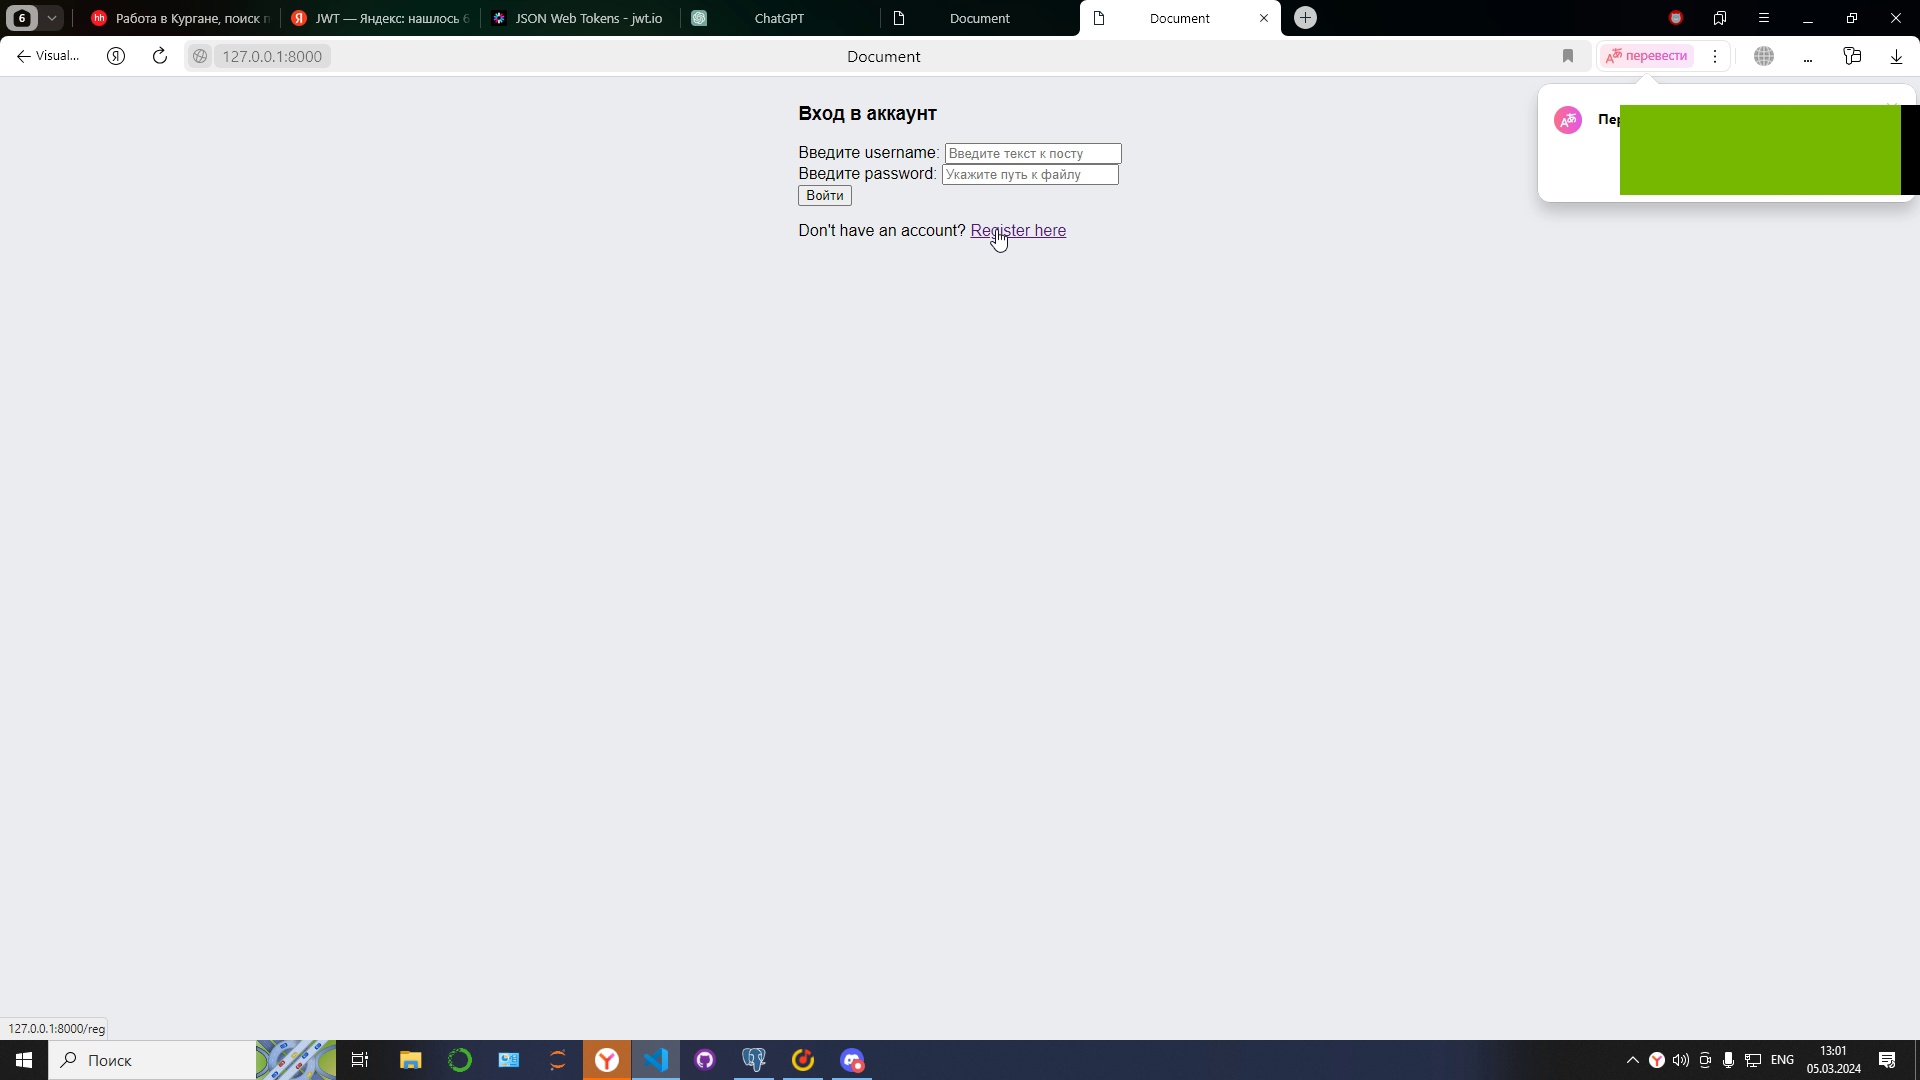 6
Работа в Кургане, поиск п
JWT — Яндекс: нашлось 6
JSON Web Tokens - jwt.io
ChatGPT
Document
Document
Visual...
127.0.0.1:8000
Document
перевести
Вход в аккаунт
Введите username: Введите текст к посту
Введите password: Укажите путь к файлу
Войти
Don't have an account? Register here
127.0.0.1:8000/reg
Поиск
ENG
13:01
05.03.2024